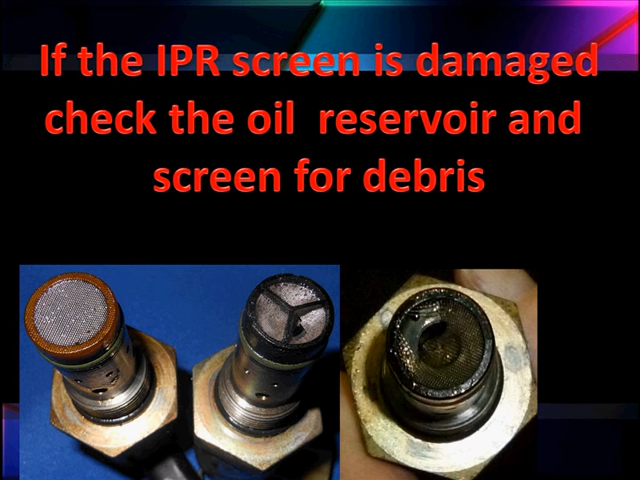 If the IPR screen is damaged
check the oil  reservoir and
screen for debris